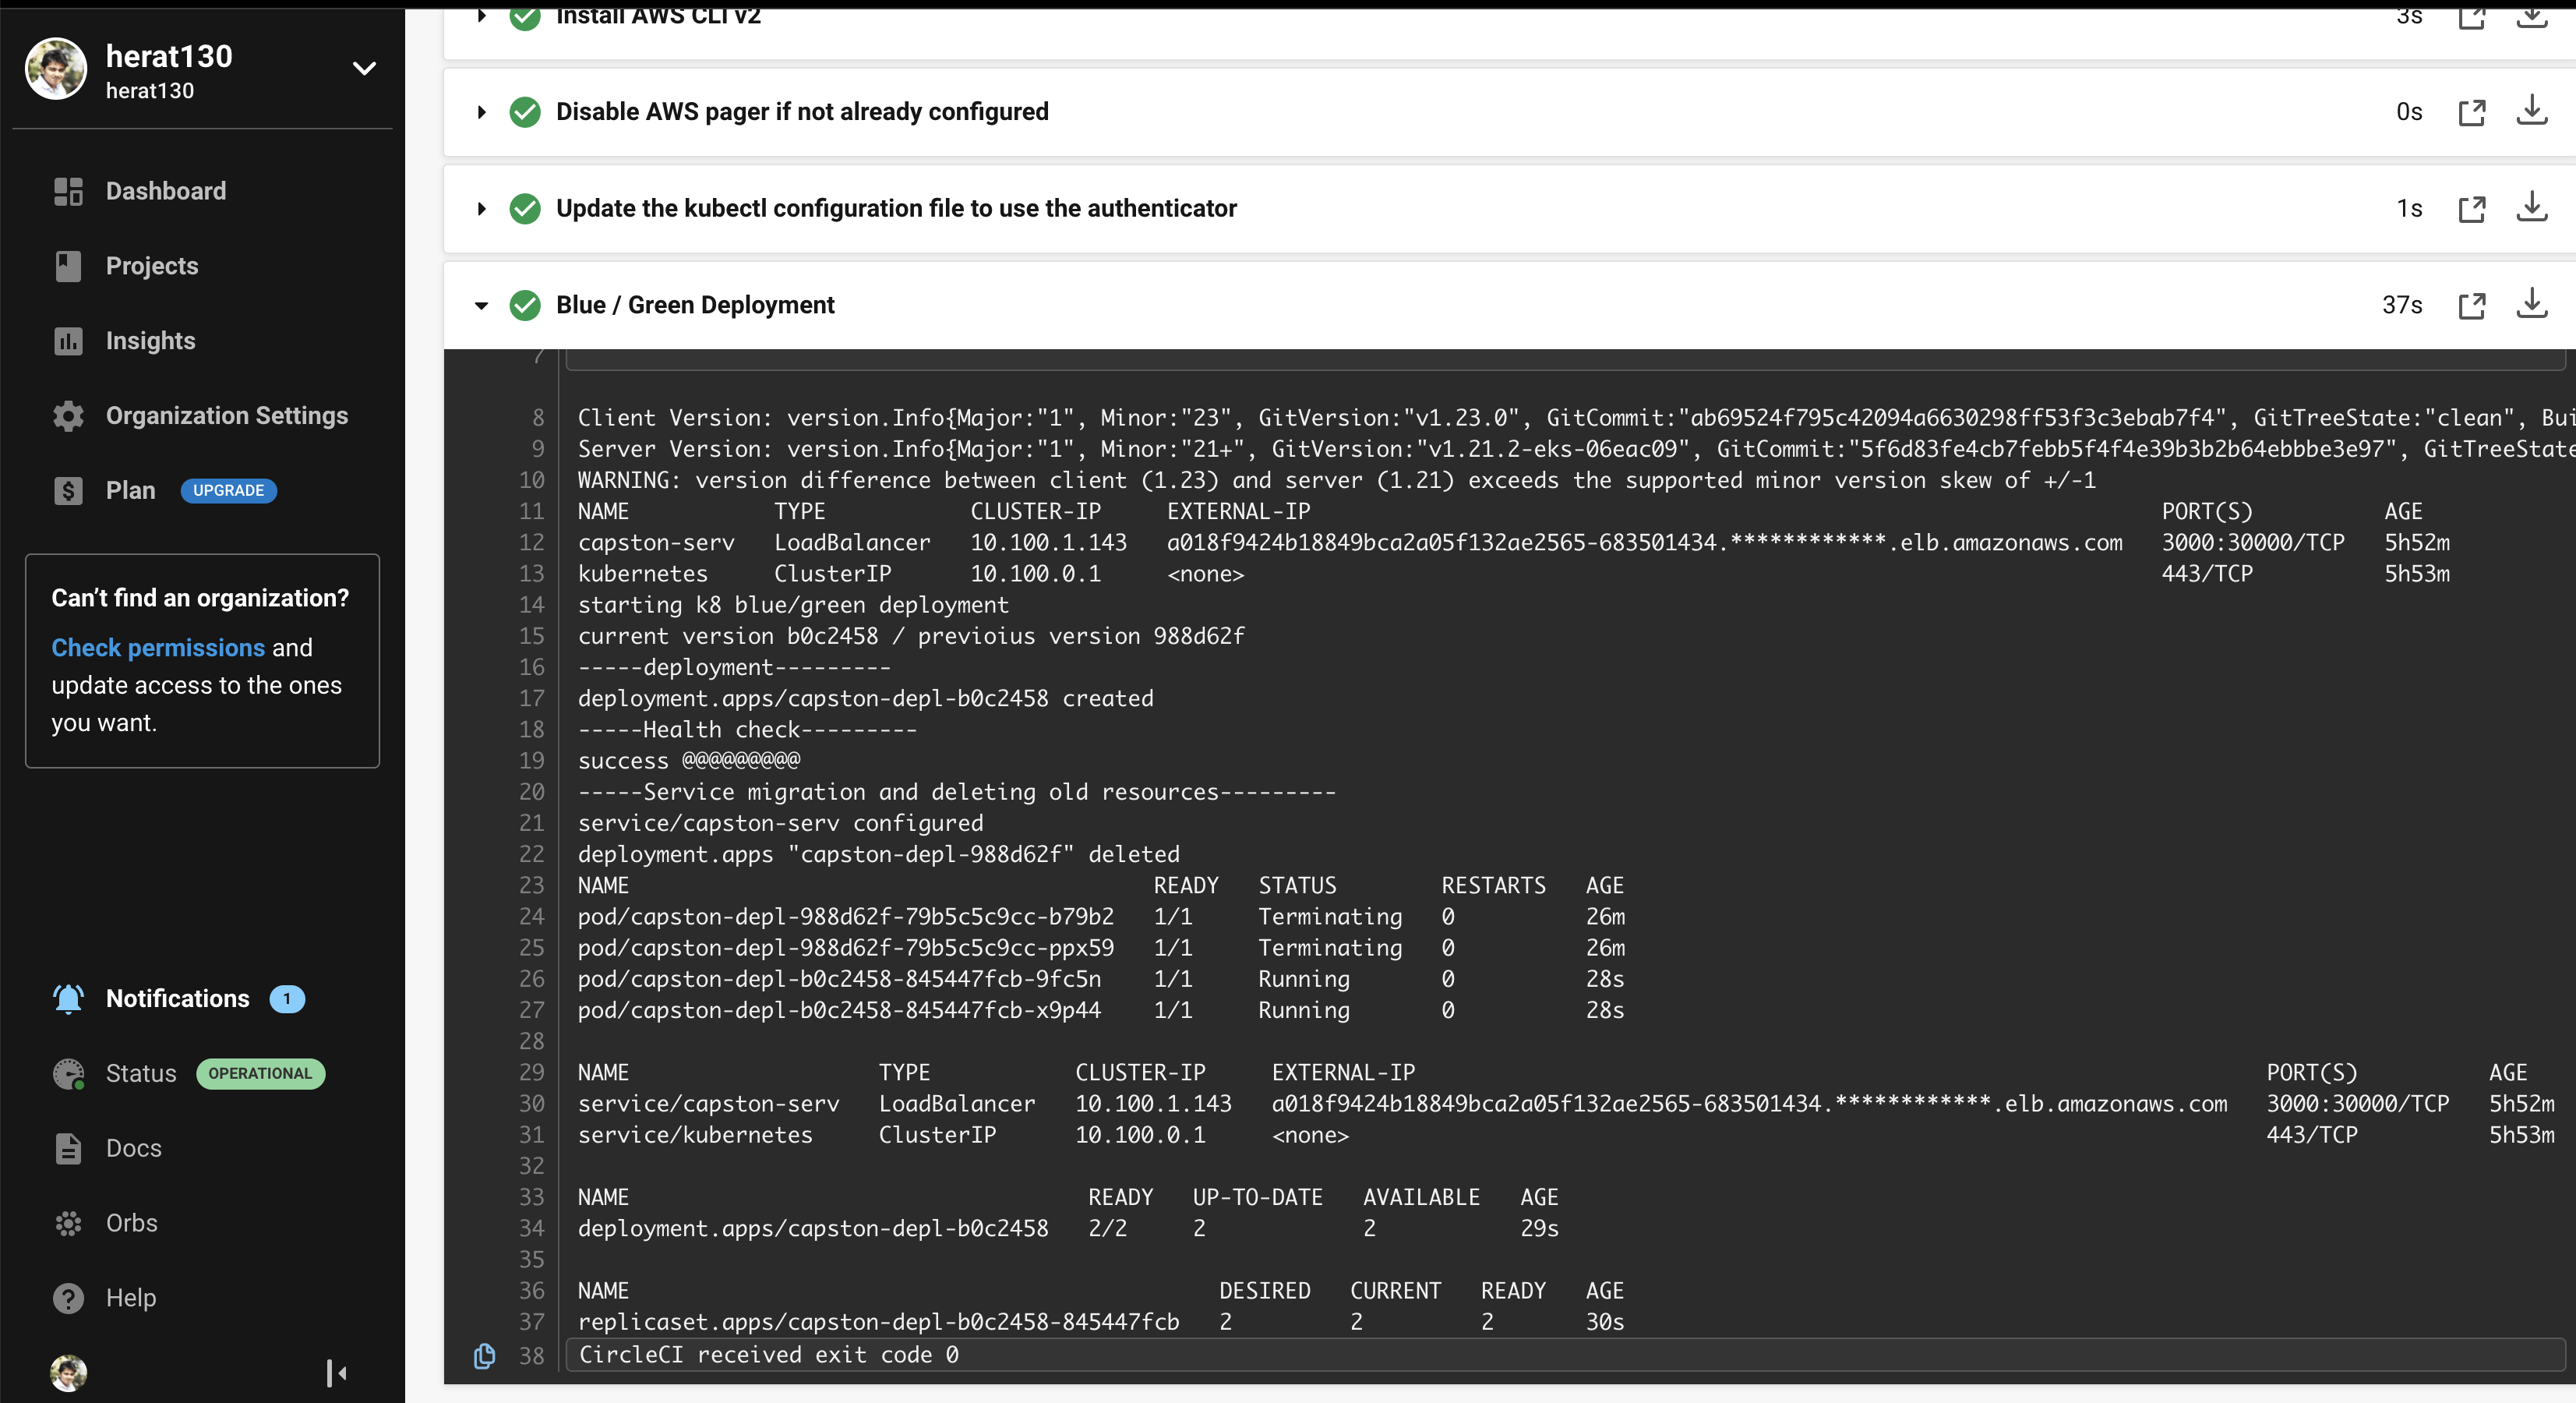 herat130
herat130
Dashboard
Projects
Insights
Organization Settings
Plan UPGRADE
Can’t find an organization?
Check permissions and
update access to the ones
you want.
Notifications 1
Status OPERATIONAL
Docs
Orbs
Help
Install AWS CLI v2 3s
Disable AWS pager if not already configured 0s
Update the kubectl configuration file to use the authenticator 1s
Blue / Green Deployment 37s
7
8 Client Version: version.Info{Major:"1", Minor:"23", GitVersion:"v1.23.0", GitCommit:"ab69524f795c42094a6630298ff53f3c3ebab7f4", GitTreeState:"clean", Bui
9 Server Version: version.Info{Major:"1", Minor:"21+", GitVersion:"v1.21.2-eks-06eac09", GitCommit:"5f6d83fe4cb7febb5f4f4e39b3b2b64ebbbe3e97", GitTreeState
10 WARNING: version difference between client (1.23) and server (1.21) exceeds the supported minor version skew of +/-1
11 NAME TYPE CLUSTER-IP EXTERNAL-IP PORT(S) AGE
12 capston-serv LoadBalancer 10.100.1.143 a018f9424b18849bca2a05f132ae2565-683501434.************.elb.amazonaws.com 3000:30000/TCP 5h52m
13 kubernetes ClusterIP 10.100.0.1 <none> 443/TCP 5h53m
14 starting k8 blue/green deployment
15 current version b0c2458 / previoius version 988d62f
16 -----deployment---------
17 deployment.apps/capston-depl-b0c2458 created
18 -----Health check---------
19 success @@@@@@@@@
20 -----Service migration and deleting old resources---------
21 service/capston-serv configured
22 deployment.apps "capston-depl-988d62f" deleted
23 NAME READY STATUS RESTARTS AGE
24 pod/capston-depl-988d62f-79b5c5c9cc-b79b2 1/1 Terminating 0 26m
25 pod/capston-depl-988d62f-79b5c5c9cc-ppx59 1/1 Terminating 0 26m
26 pod/capston-depl-b0c2458-845447fcb-9fc5n 1/1 Running 0 28s
27 pod/capston-depl-b0c2458-845447fcb-x9p44 1/1 Running 0 28s
28
29 NAME TYPE CLUSTER-IP EXTERNAL-IP PORT(S) AGE
30 service/capston-serv LoadBalancer 10.100.1.143 a018f9424b18849bca2a05f132ae2565-683501434.************.elb.amazonaws.com 3000:30000/TCP 5h52m
31 service/kubernetes ClusterIP 10.100.0.1 <none> 443/TCP 5h53m
32
33 NAME READY UP-TO-DATE AVAILABLE AGE
34 deployment.apps/capston-depl-b0c2458 2/2 2 2 29s
35
36 NAME DESIRED CURRENT READY AGE
37 replicaset.apps/capston-depl-b0c2458-845447fcb 2 2 2 30s
38 CircleCI received exit code 0